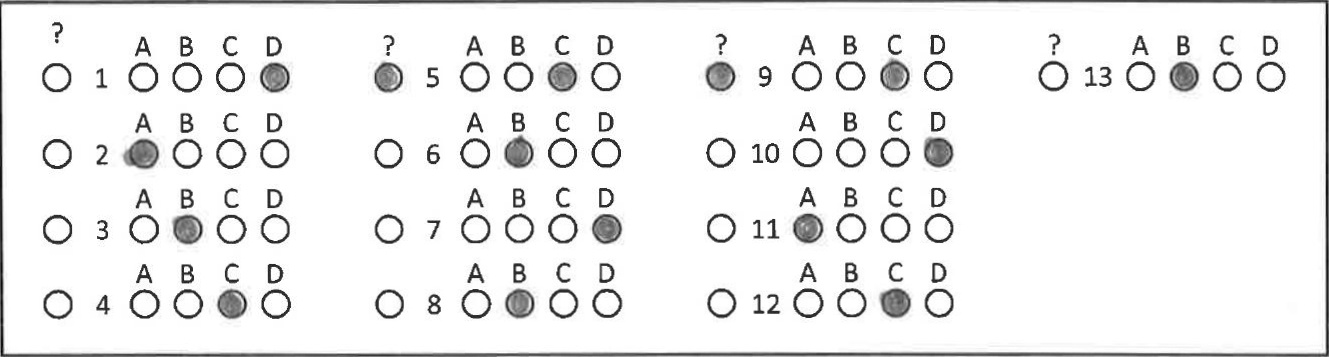 ? A B C D ? A B C D ? A B C D ? A B C D
1 5 9 13
A B C D A B C D A B C D
2 6 10
A B C D A B C D A B C D
3 7 11
A B C D A B C D A B C D
4 8 12